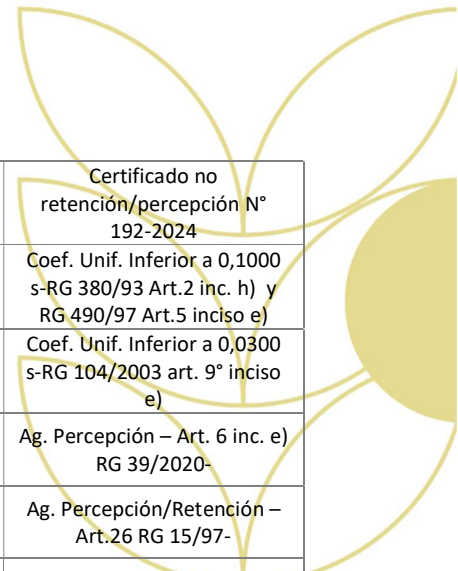 Certificado no
retención/percepción N°
192-2024
Coef. Unif. Inferior a 0,1000
s-RG 380/93 Art.2 inc. h) y
RG 490/97 Art.5 inciso e)
Coef. Unif. Inferior a 0,0300
s-RG 104/2003 art. 9° inciso
e)
Ag. Percepción – Art. 6 inc. e)
RG 39/2020-
Ag. Percepción/Retención –
Art.26 RG 15/97-